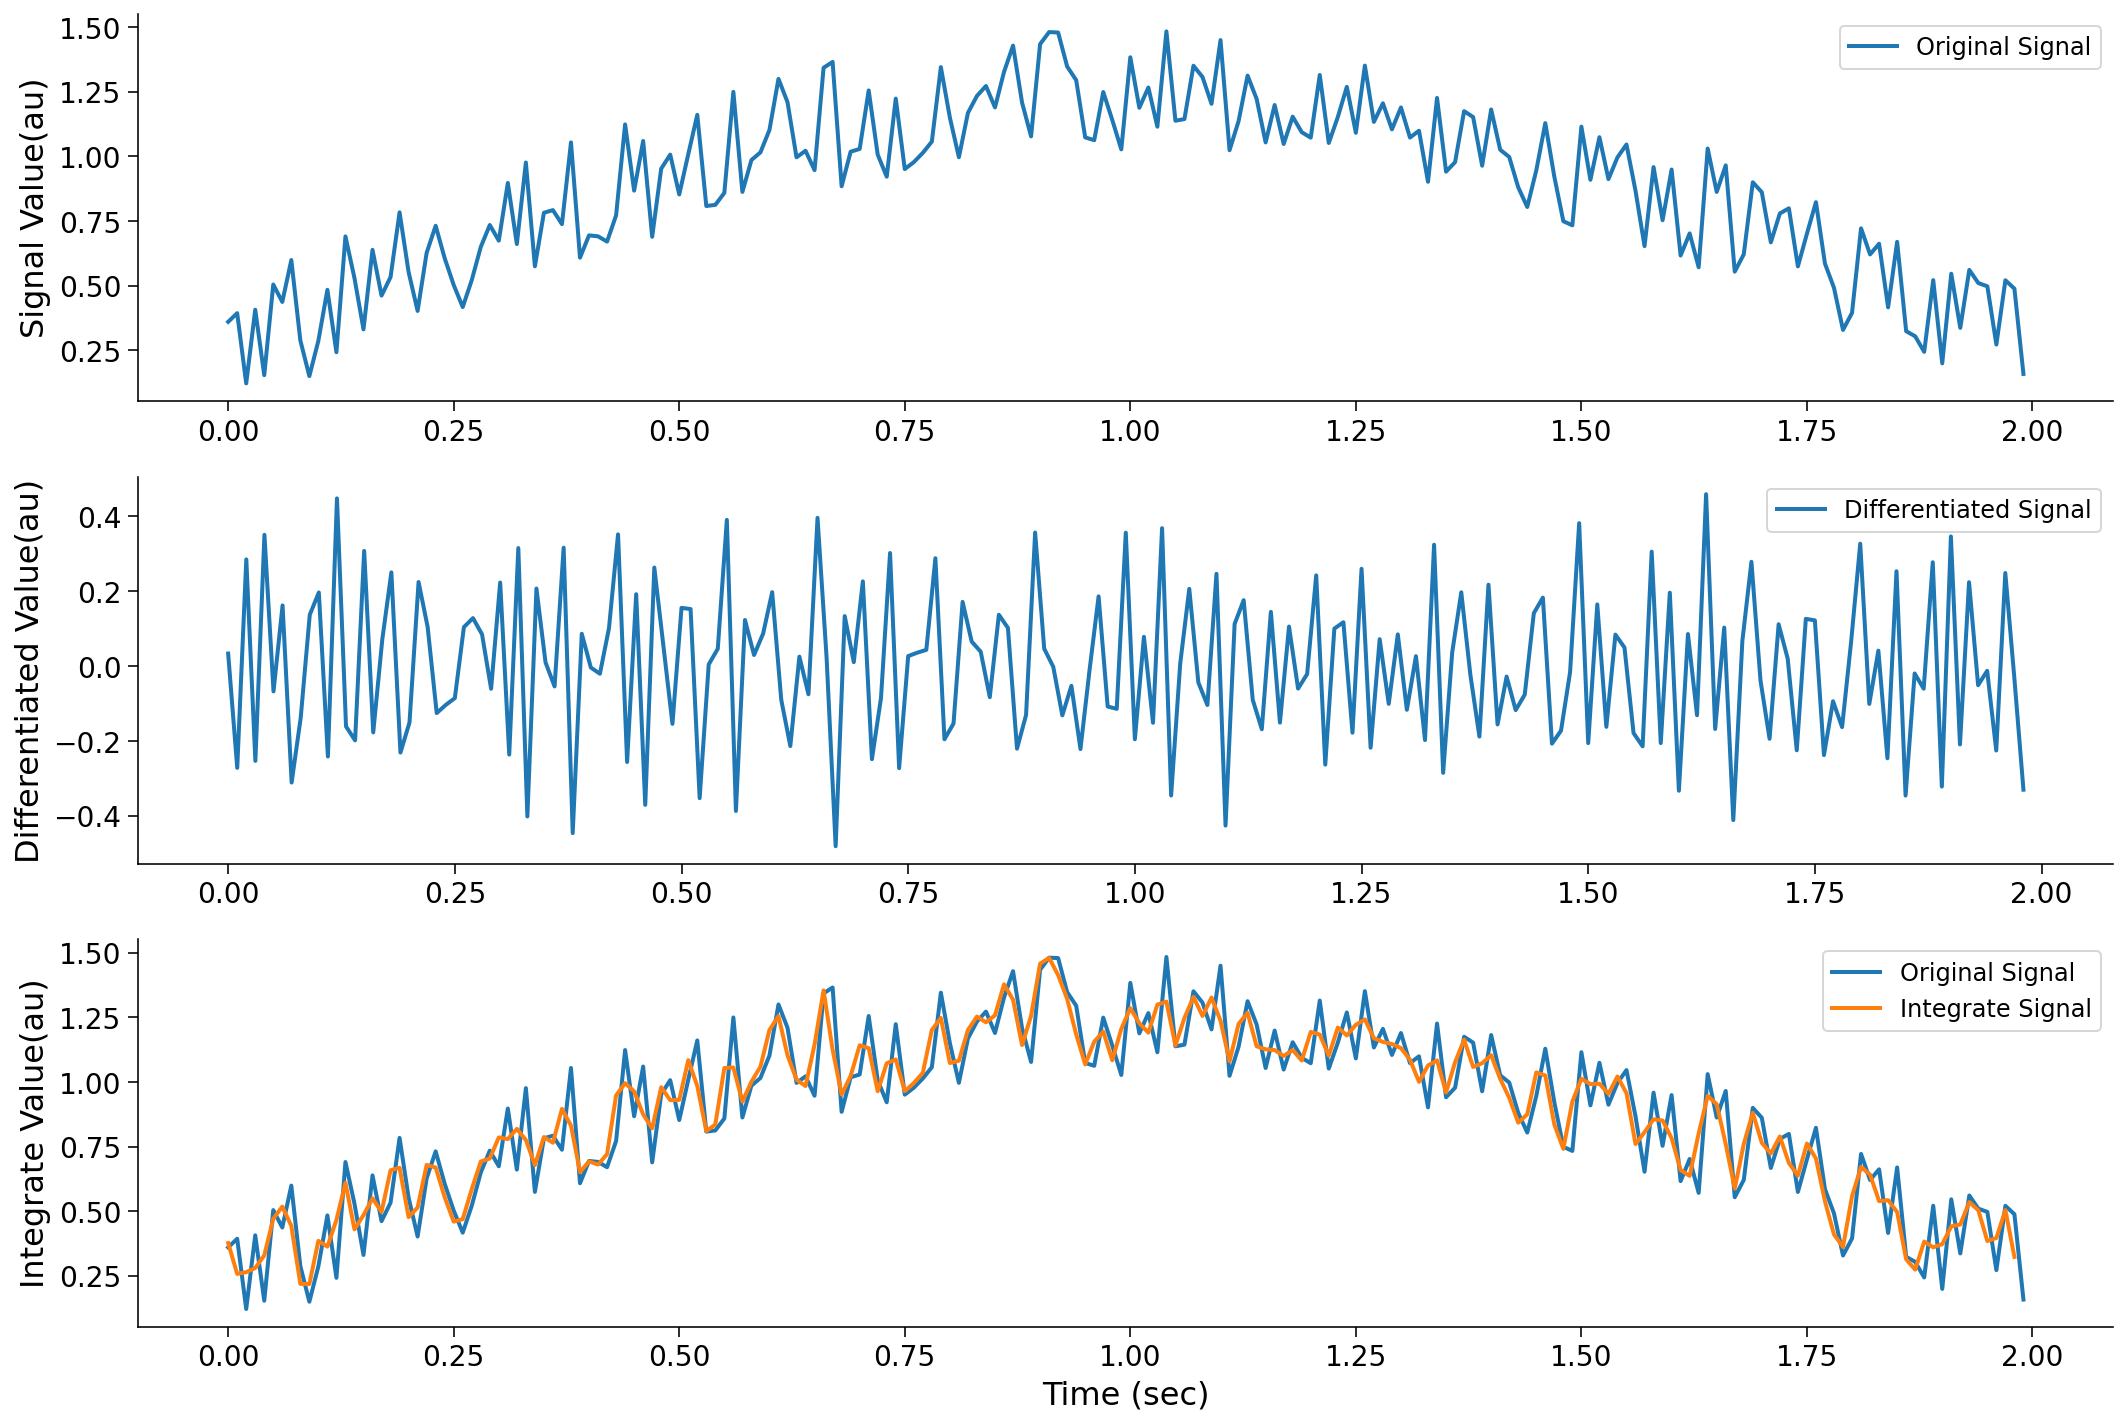 Signal Value(au)
1.50
1.25
1.00
0.75
0.50
0.25
Original Signal
0.00 0.25 0.50 0.75 1.00 1.25 1.50 1.75 2.00
Differentiated Value(au)
0.4
0.2
0.0
−0.2
−0.4
Differentiated Signal
0.00 0.25 0.50 0.75 1.00 1.25 1.50 1.75 2.00
Integrate Value(au)
1.50
1.25
1.00
0.75
0.50
0.25
Original Signal
Integrate Signal
0.00 0.25 0.50 0.75 1.00 1.25 1.50 1.75 2.00
Time (sec)